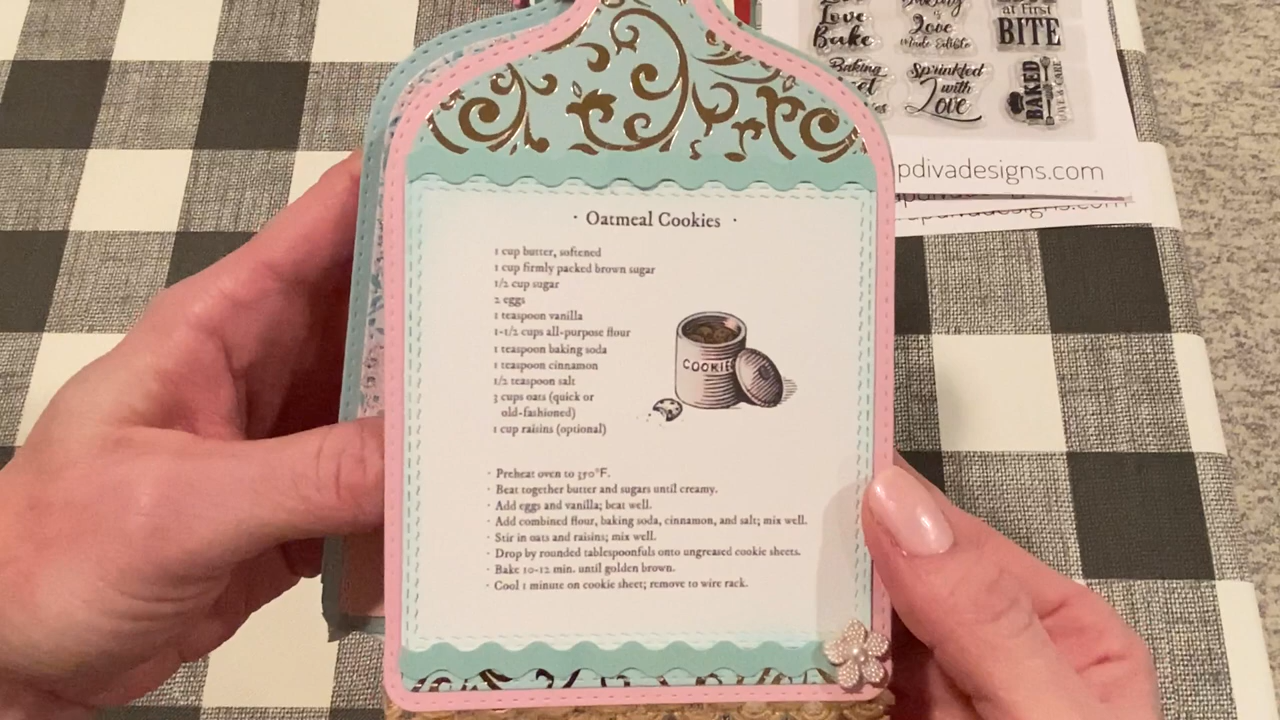 Love
Bake
Baking
is
Love
Made Edible
at First
BITE
Baking
Sprinkled
with
Love
BAKED
pdivadesigns.com
· Oatmeal Cookies ·
1 cup butter, softened
1 cup firmly packed brown sugar
1/2 cup sugar
2 eggs
1 teaspoon vanilla
1-1/2 cups all-purpose flour
1 teaspoon baking soda
1 teaspoon cinnamon
1/2 teaspoon salt
3 cups oats (quick or
old-fashioned)
1 cup raisins (optional)
COOKIE
· Preheat oven to 350°F.
· Beat together butter and sugars until creamy.
· Add eggs and vanilla; beat well.
· Add combined flour, baking soda, cinnamon, and salt; mix well.
· Stir in oats and raisins; mix well.
· Drop by rounded tablespoonfuls onto ungreased cookie sheets.
· Bake 10-12 min. until golden brown.
· Cool 1 minute on cookie sheet; remove to wire rack.